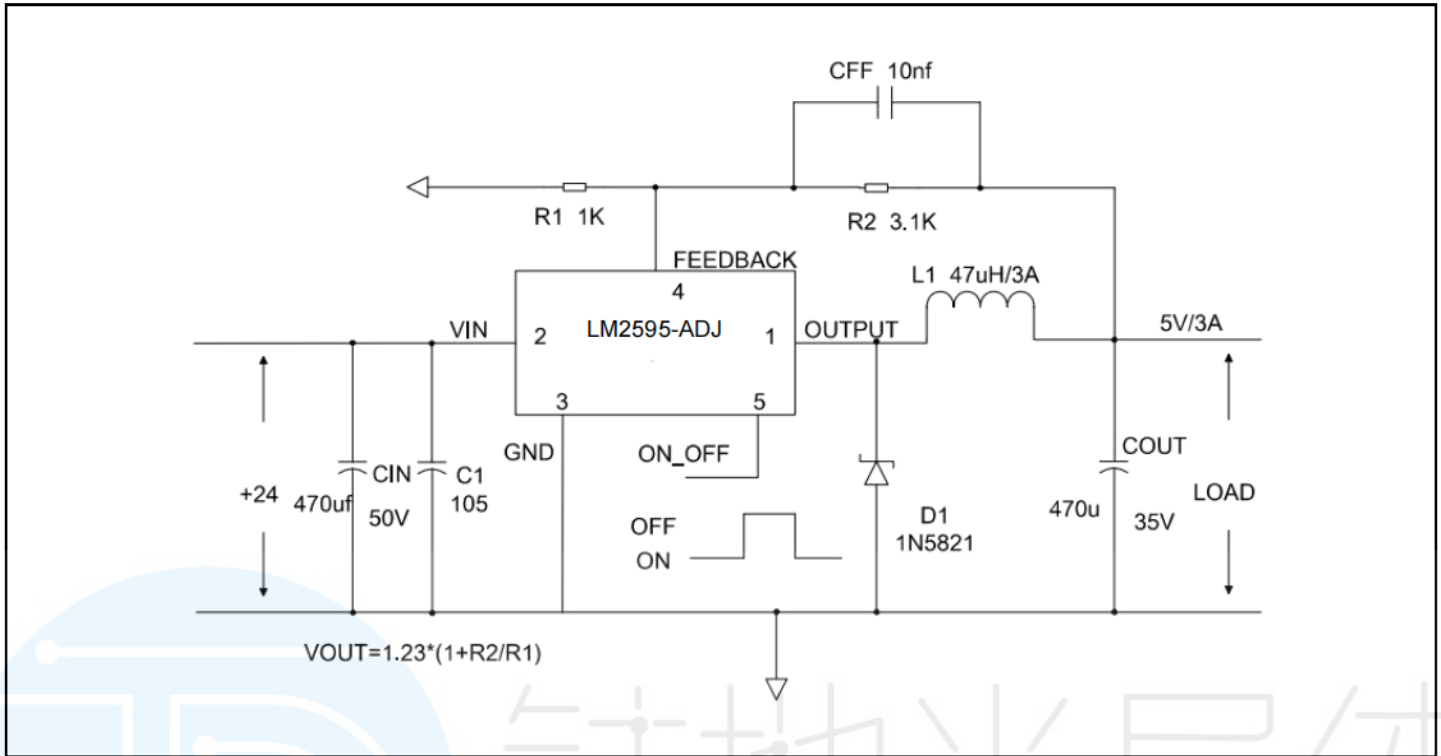 CFF 10nf
R1 1K
R2 3.1K
FEEDBACK
L1 47uH/3A
4
VIN
2
LM2595-ADJ
1
OUTPUT
5V/3A
3
5
GND
ON_OFF
COUT
+24
470uf
CIN
50V
C1
105
470u
35V
LOAD
OFF
ON
D1
1N5821
VOUT=1.23*(1+R2/R1)